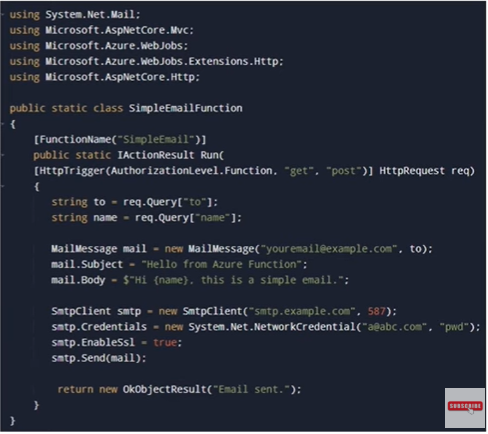 using System.Net.Mail;
using Microsoft.AspNetCore.Mvc;
using Microsoft.Azure.WebJobs;
using Microsoft.Azure.WebJobs.Extensions.Http;
using Microsoft.AspNetCore.Http;
public static class SimpleEmailFunction
{
[FunctionName("SimpleEmail")]
public static IActionResult Run(
[HttpTrigger(AuthorizationLevel.Function, "get", "post")] HttpRequest req)
{
string to = req.Query["to"];
string name = req.Query["name"];
MailMessage mail = new MailMessage("youremail@example.com", to);
mail.Subject = "Hello from Azure Function";
mail.Body = $"Hi {name}, this is a simple email.";
SmtpClient smtp = new SmtpClient("smtp.example.com", 587);
smtp.Credentials = new System.Net.NetworkCredential("a@abc.com", "pwd");
smtp.EnableSsl = true;
smtp.Send(mail);
return new OkObjectResult("Email sent.");
}
}
SUBSCRIBE